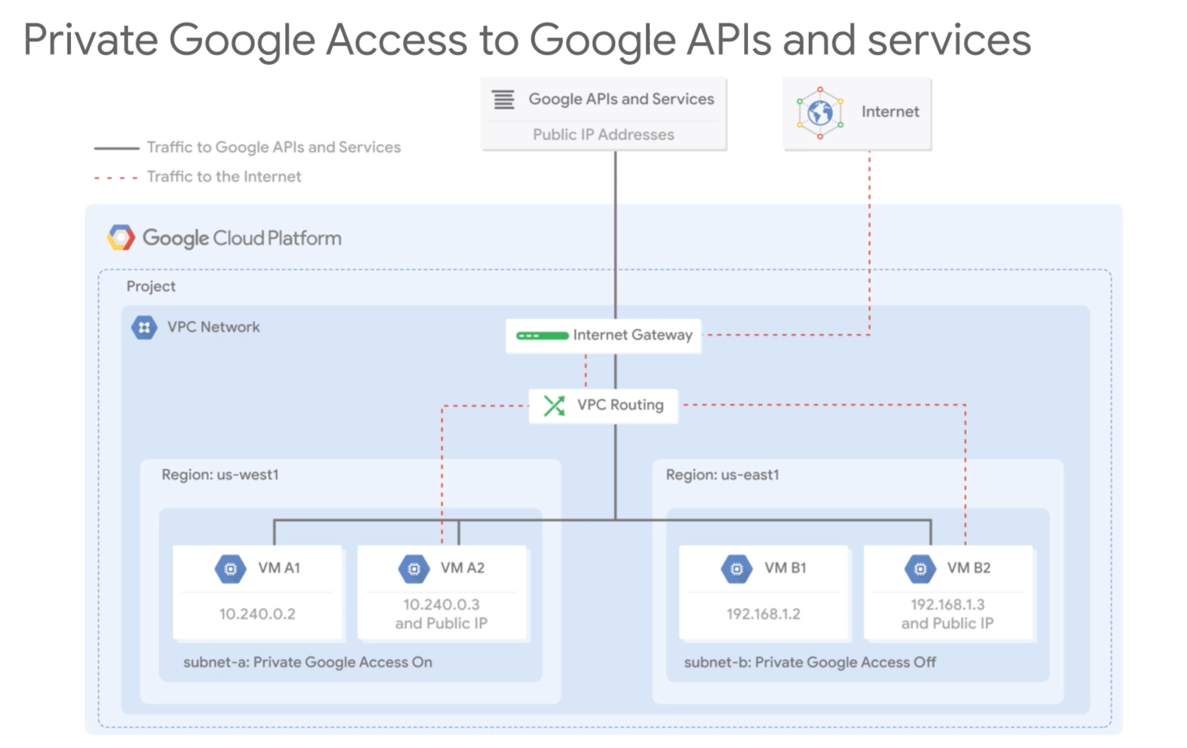 Private Google Access to Google APIs and services
Google APIs and Services
Public IP Addresses
Internet
Traffic to Google APIs and Services
Traffic to the Internet
Google Cloud Platform
Project
VPC Network
Internet Gateway
VPC Routing
Region: us-west1
Region: us-east1
VM A1
10.240.0.2
VM A2
10.240.0.3
and Public IP
VM B1
192.168.1.2
VM B2
192.168.1.3
and Public IP
subnet-a: Private Google Access On
subnet-b: Private Google Access Off